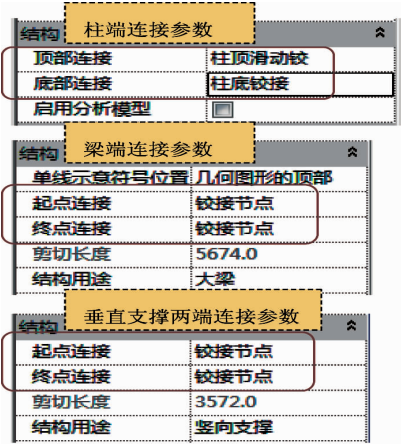 结构 柱端连接参数
顶部连接 柱顶滑动铰
底部连接 柱底铰接
启用分析模型
结构 梁端连接参数
单线示意符号位置 几何图形的顶部
起点连接 铰接节点
终点连接 铰接节点
剪切长度 5674.0
结构用途 大梁
结构 垂直支撑两端连接参数
起点连接 铰接节点
终点连接 铰接节点
剪切长度 3572.0
结构用途 竖向支撑